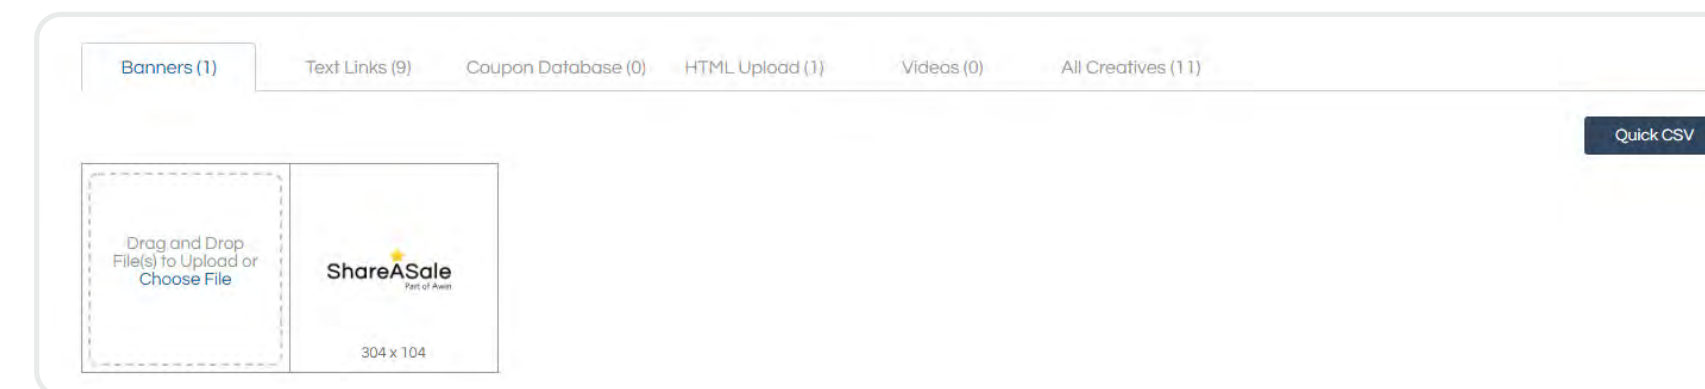 Banners (1) Text Links (9) Coupon Database (0) HTML Upload (1) Videos (0) All Creatives (11)
Quick CSV
Drag and Drop
File(s) to Upload or
Choose File
ShareASale
Part of Awin
304 x 104